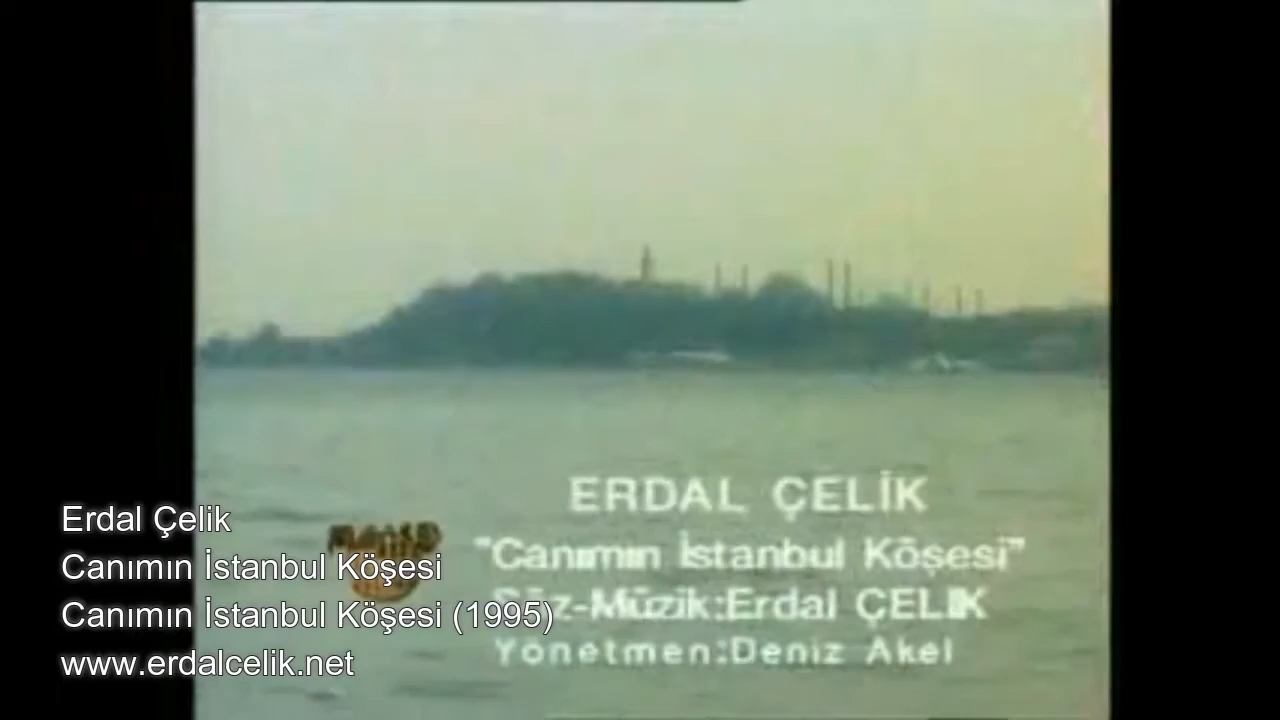 ERDAL ÇELİK
"Canımın İstanbul Köşesi"
Söz-Müzik:Erdal ÇELİK
Yönetmen:Deniz Akel
Erdal Çelik
Canımın İstanbul Köşesi
Canımın İstanbul Köşesi (1995)
www.erdalcelik.net